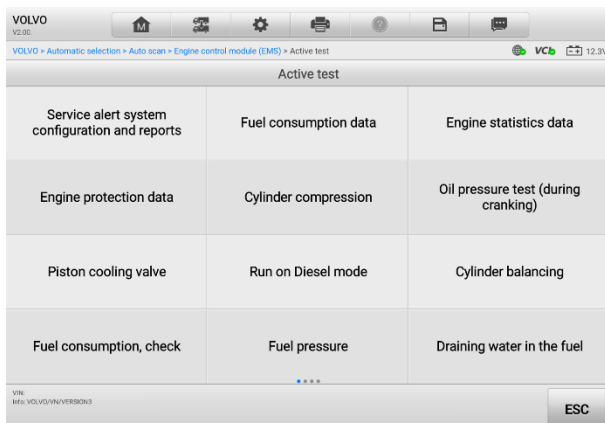 VOLVO
V2.00
M
?
VOLVO > Automatic selection > Auto scan > Engine control module (EMS) > Active test
VCb
12.3V
Active test
Service alert system
configuration and reports
Fuel consumption data
Engine statistics data
Engine protection data
Cylinder compression
Oil pressure test (during
cranking)
Piston cooling valve
Run on Diesel mode
Cylinder balancing
Fuel consumption, check
Fuel pressure
Draining water in the fuel
VIN:
Info: VOLVO/VN/VERSION3
ESC